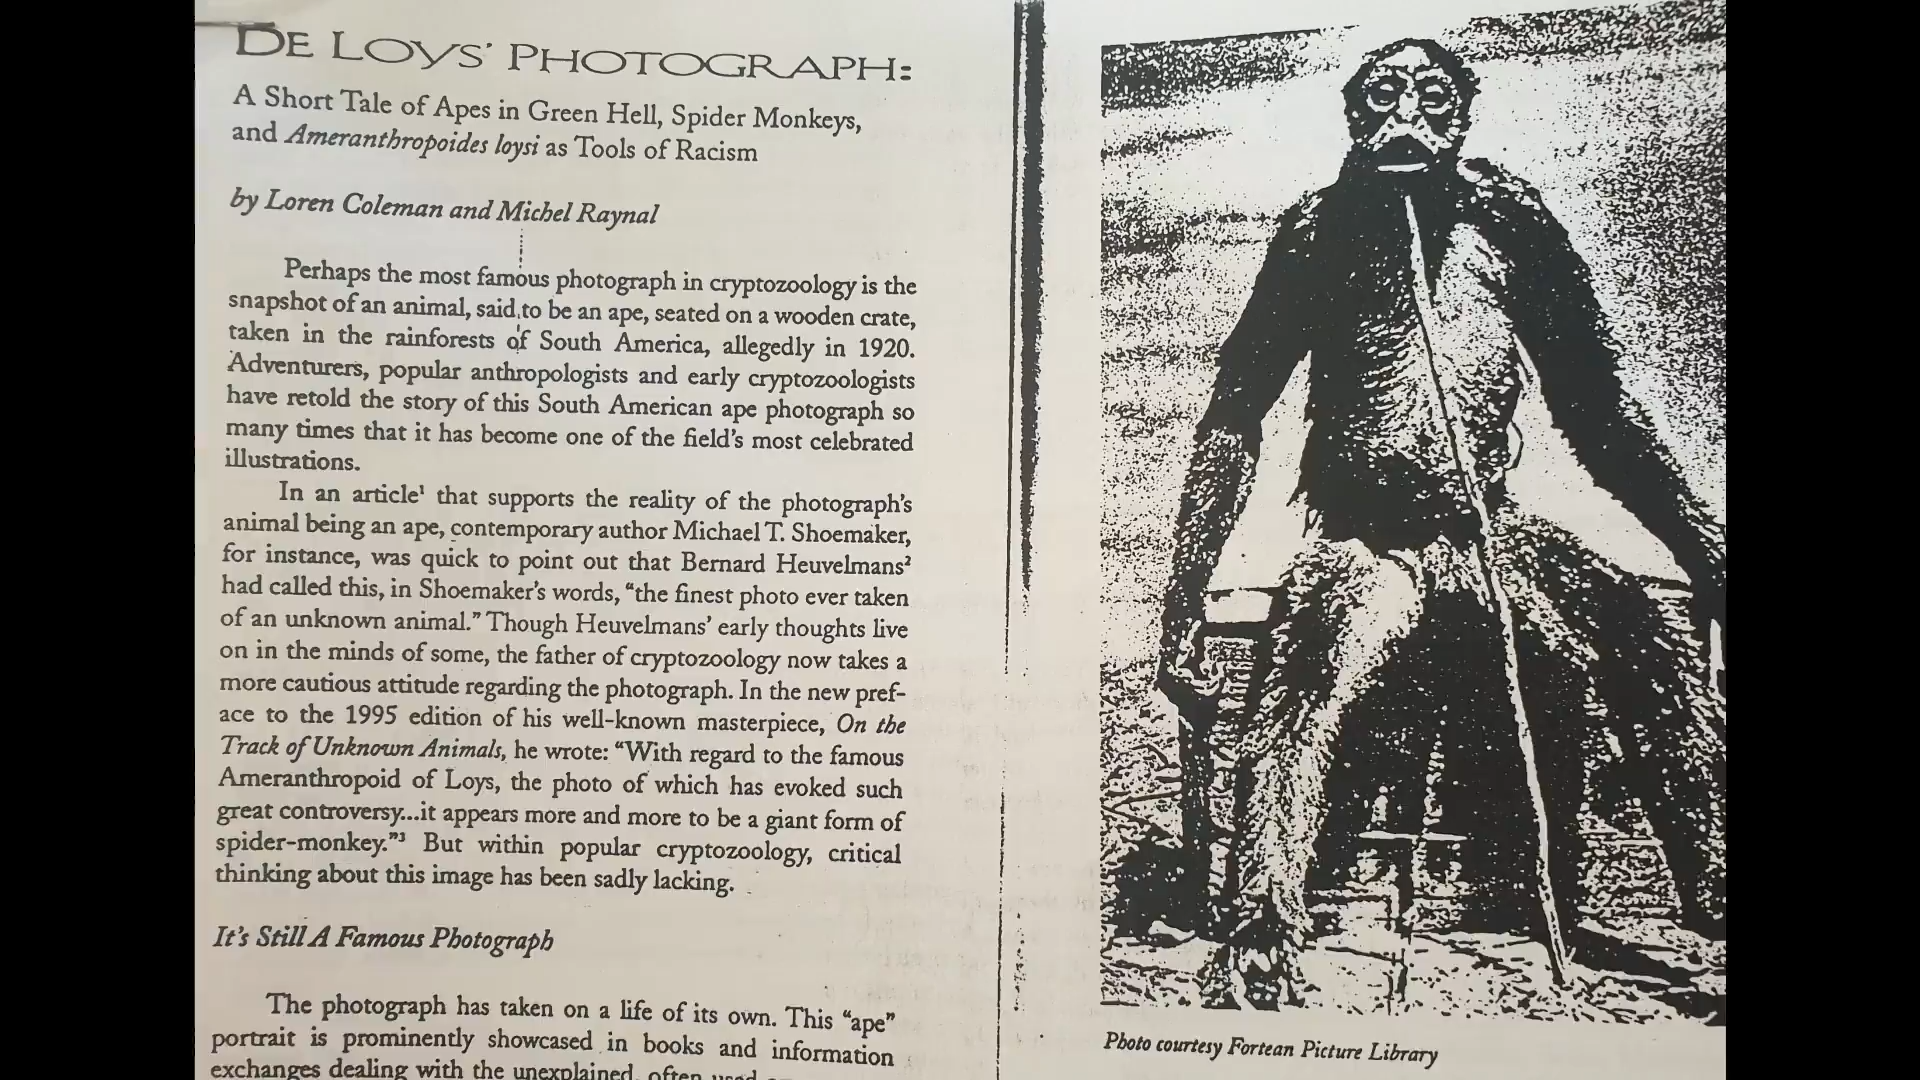 DE LOYS' PHOTOGRAPH:
A Short Tale of Apes in Green Hell, Spider Monkeys,
and Ameranthropoides loysi as Tools of Racism
by Loren Coleman and Michel Raynal
Perhaps the most famous photograph in cryptozoology is the
snapshot of an animal, said to be an ape, seated on a wooden crate,
taken in the rainforests of South America, allegedly in 1920.
Adventurers, popular anthropologists and early cryptozoologists
have retold the story of this South American ape photograph so
many times that it has become one of the field's most celebrated
illustrations.
In an article¹ that supports the reality of the photograph's
animal being an ape, contemporary author Michael T. Shoemaker,
for instance, was quick to point out that Bernard Heuvelmans²
had called this, in Shoemaker's words, “the finest photo ever taken
of an unknown animal.” Though Heuvelmans' early thoughts live
on in the minds of some, the father of cryptozoology now takes a
more cautious attitude regarding the photograph. In the new pref-
ace to the 1995 edition of his well-known masterpiece, On the
Track of Unknown Animals, he wrote: “With regard to the famous
Ameranthropoid of Loys, the photo of which has evoked such
great controversy...it appears more and more to be a giant form of
spider-monkey.”³ But within popular cryptozoology, critical
thinking about this image has been sadly lacking.
It's Still A Famous Photograph
The photograph has taken on a life of its own. This “ape”
portrait is prominently showcased in books and information
exchanges dealing with the unexplained, often used
Photo courtesy Fortean Picture Library